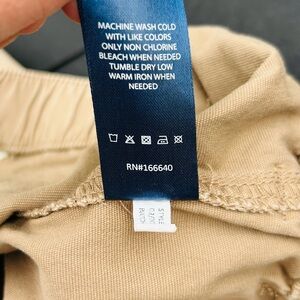 MACHINE WASH COLD
WITH LIKE COLORS
ONLY NON CHLORINE
BLEACH WHEN NEEDED
TUMBLE DRY LOW
WARM IRON WHEN
NEEDED
RN#166640
STYLE